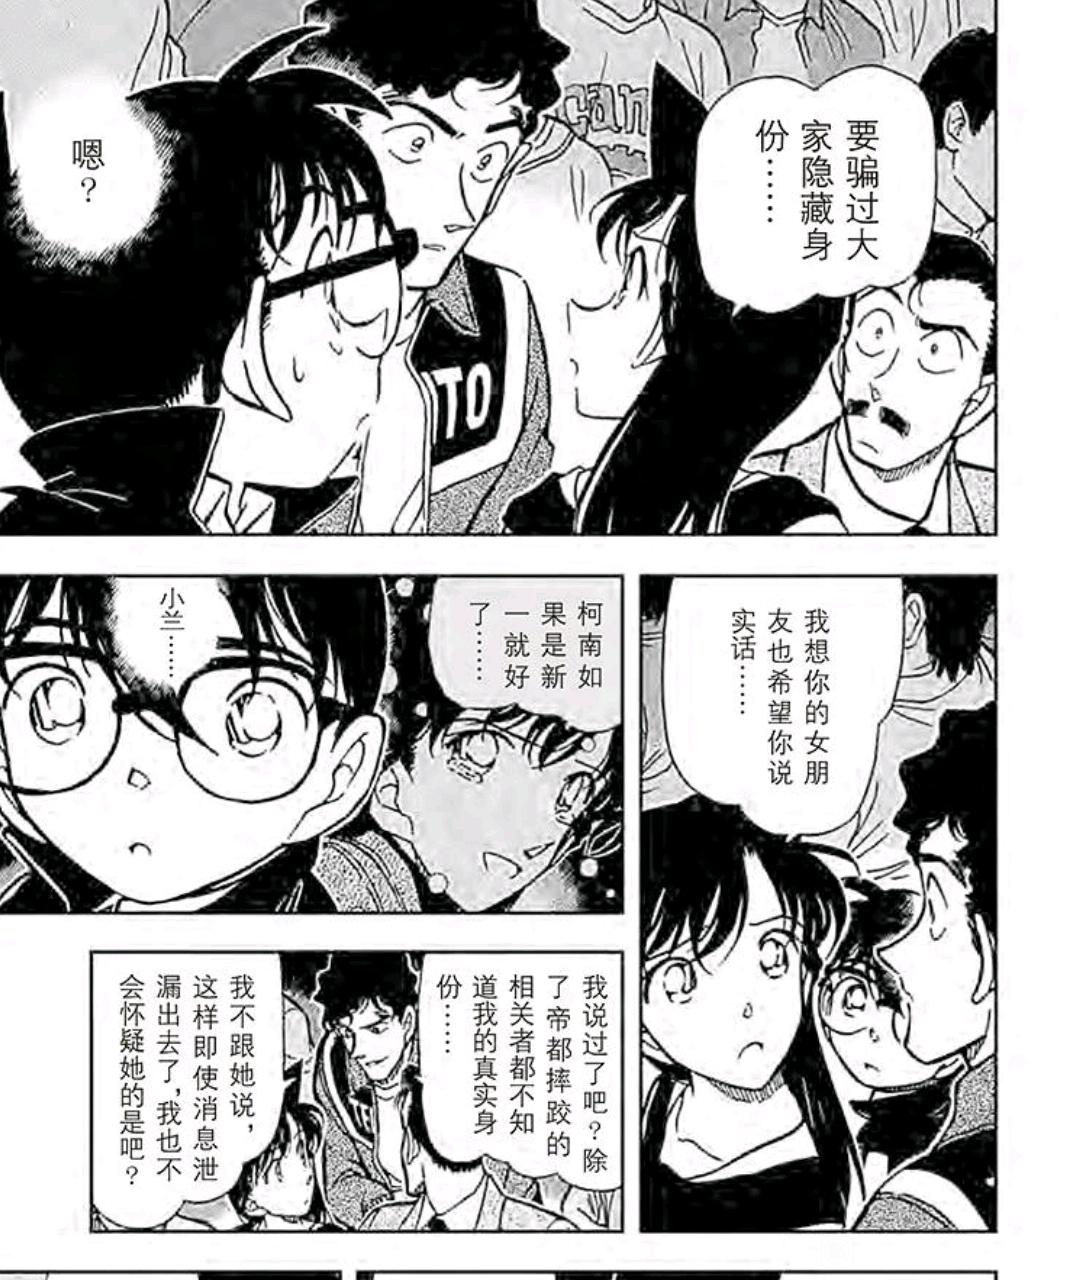 要骗过大
家隐藏身
份……
嗯？
can
TO
我想你的女朋
友也希望你说
实话……
柯南如
果是新
一就好
了……
小兰……
我说过了吧？除
了帝都摔跤的
相关者都不知
道我的真实身
份……
我不跟她说，
这样即使消息泄
漏出去了，我也不
会怀疑她的是吧？